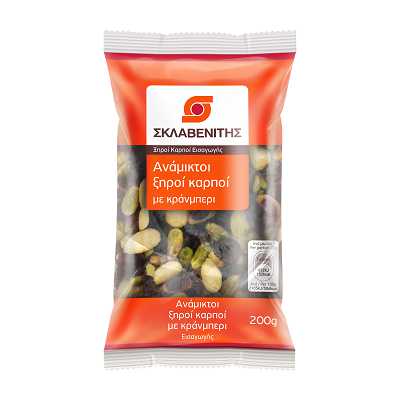 ΣΚΛΑΒΕΝΙΤΗΣ
Ξηροί Καρποί Εισαγωγής
Ανάμικτοι
ξηροί καρποί
με κράνμπερι
Ανάμικτοι
ξηροί καρποί
με κράνμπερι
Εισαγωγής
200g